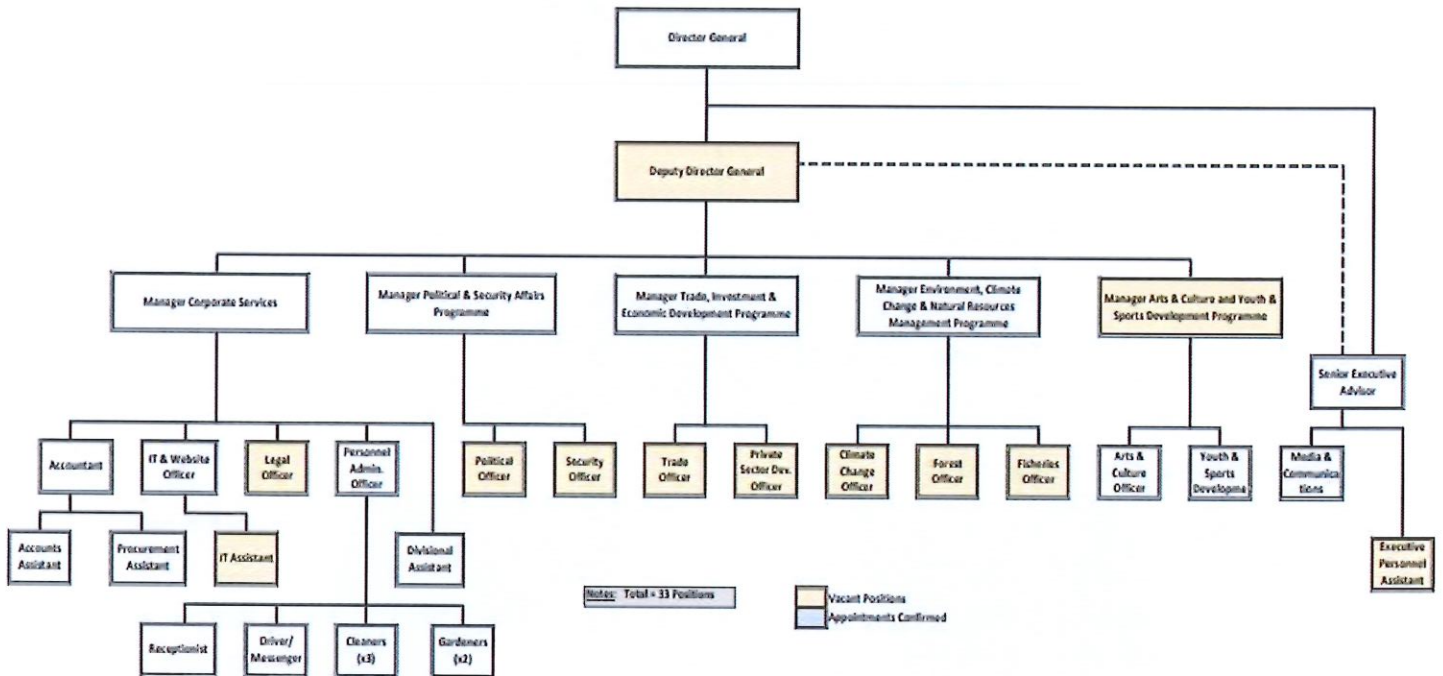 Director General
Deputy Director General
Manager Corporate Services
Manager Political & Security Affairs
Programme
Manager Trade, Investment &
Economic Development Programme
Manager Environment, Climate
Change & Natural Resources
Management Programme
Manager Arts & Culture and Youth &
Sports Development Programme
Senior Executive
Advisor
Accountant
IT & Website
Officer
Legal
Officer
Personnel
Admin.
Officer
Political
Officer
Security
Officer
Trade
Officer
Private
Sector Dev.
Officer
Climate
Change
Officer
Forest
Officer
Fisheries
Officer
Arts &
Culture
Officer
Youth &
Sports
Developme
Media &
Communica
tions
Accounts
Assistant
Procurement
Assistant
IT Assistant
Divisional
Assistant
Executive
Personnel
Assistant
Notes: Total = 33 Positions
Vacant Positions
Appointments Confirmed
Receptionist
Driver/
Messenger
Cleaners
(x3)
Gardeners
(x2)